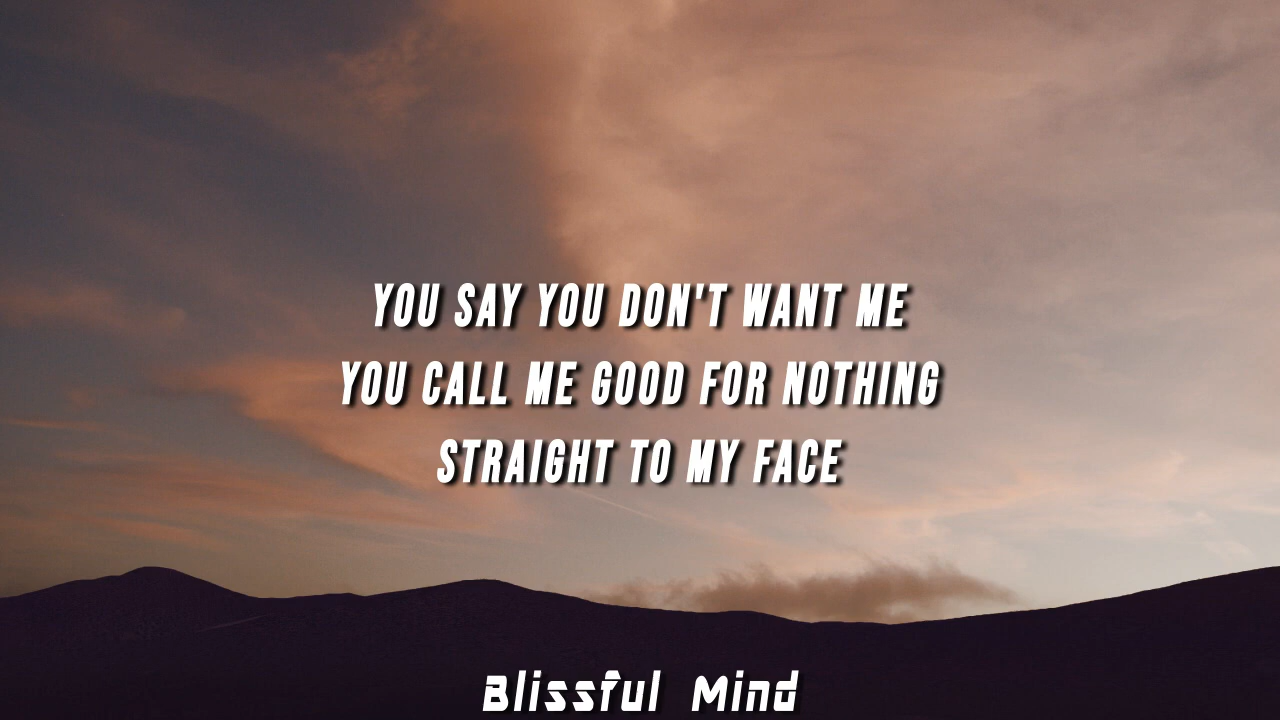 YOU SAY YOU DON'T WANT ME
YOU CALL ME GOOD FOR NOTHING
STRAIGHT TO MY FACE
Blissful Mind